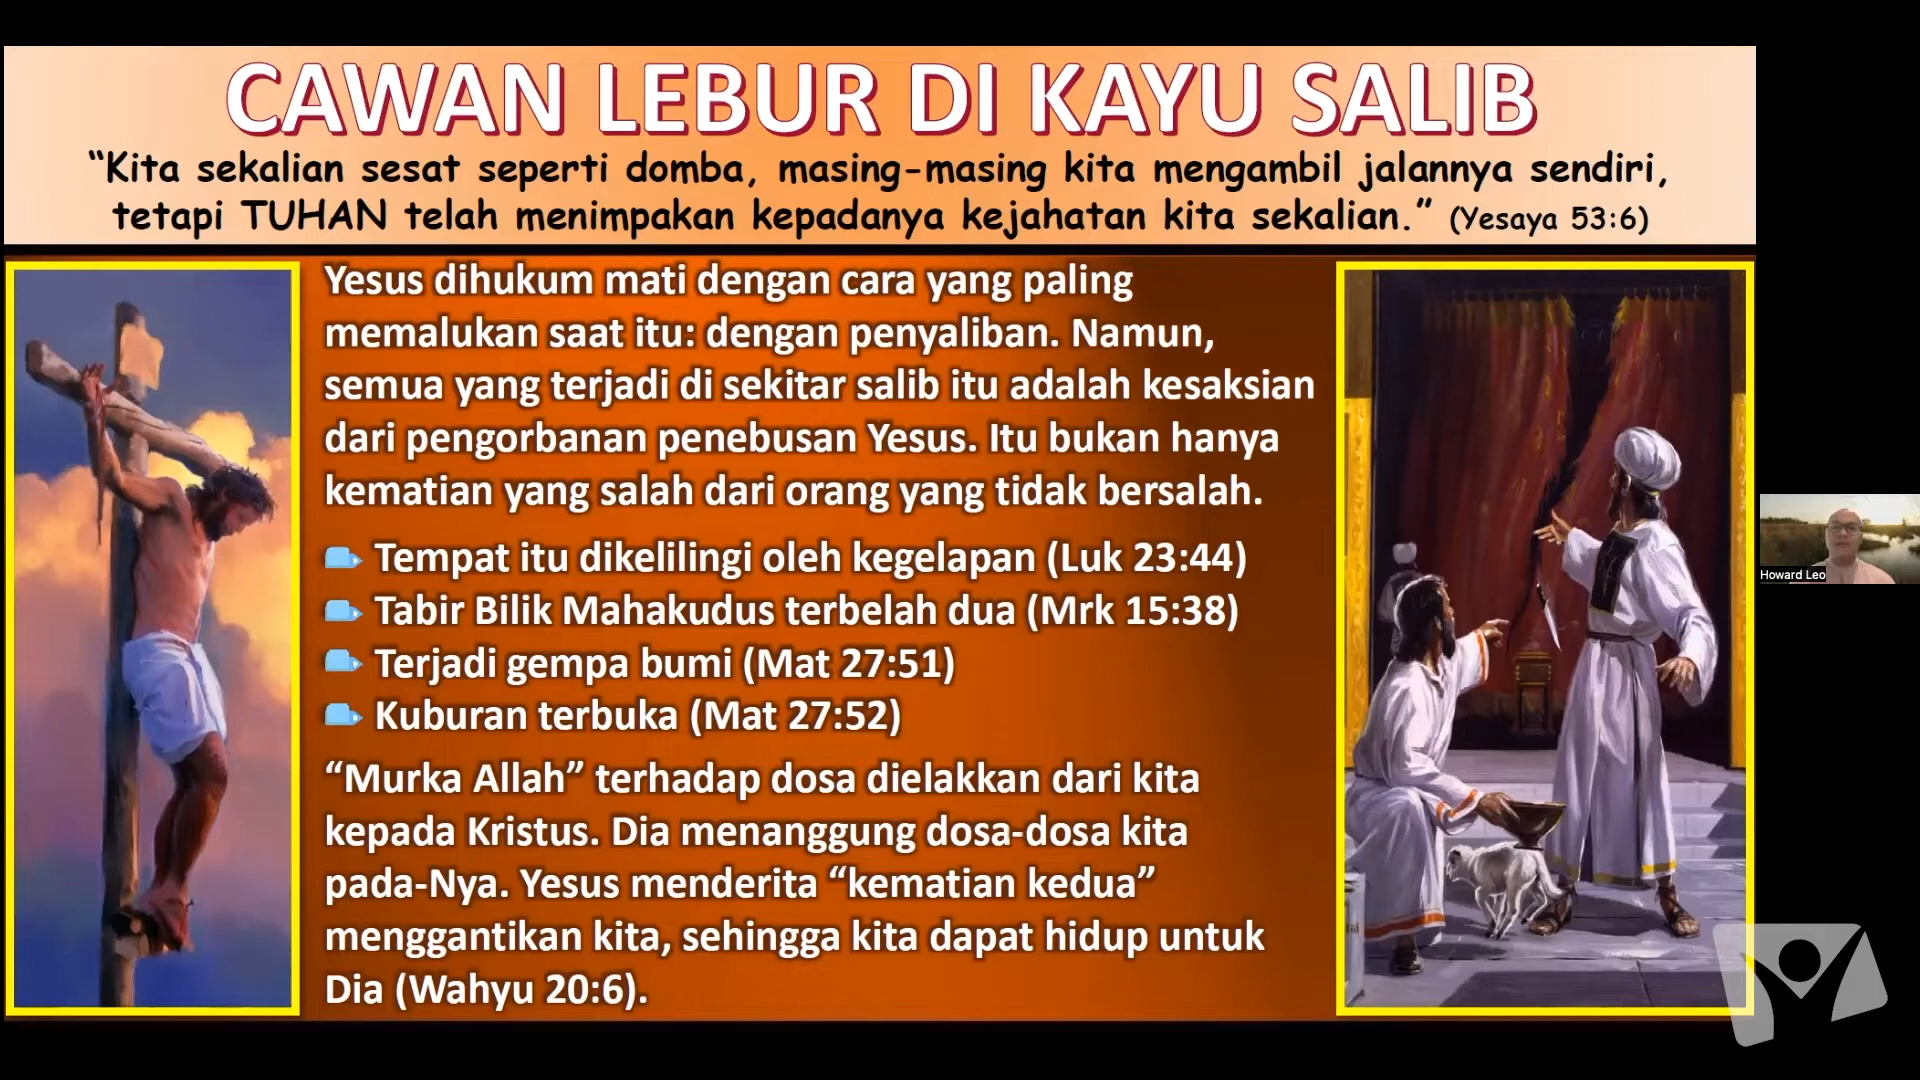 CAWAN LEBUR DI KAYU SALIB
“Kita sekalian sesat seperti domba, masing-masing kita mengambil jalannya sendiri,
tetapi TUHAN telah menimpakan kepadanya kejahatan kita sekalian.” (Yesaya 53:6)
Yesus dihukum mati dengan cara yang paling
memalukan saat itu: dengan penyaliban. Namun,
semua yang terjadi di sekitar salib itu adalah kesaksian
dari pengorbanan penebusan Yesus. Itu bukan hanya
kematian yang salah dari orang yang tidak bersalah.
Tempat itu dikelilingi oleh kegelapan (Luk 23:44)
Tabir Bilik Mahakudus terbelah dua (Mrk 15:38)
Terjadi gempa bumi (Mat 27:51)
Kuburan terbuka (Mat 27:52)
“Murka Allah” terhadap dosa dielakkan dari kita
kepada Kristus. Dia menanggung dosa-dosa kita
pada-Nya. Yesus menderita “kematian kedua”
menggantikan kita, sehingga kita dapat hidup untuk
Dia (Wahyu 20:6).
Howard Leo